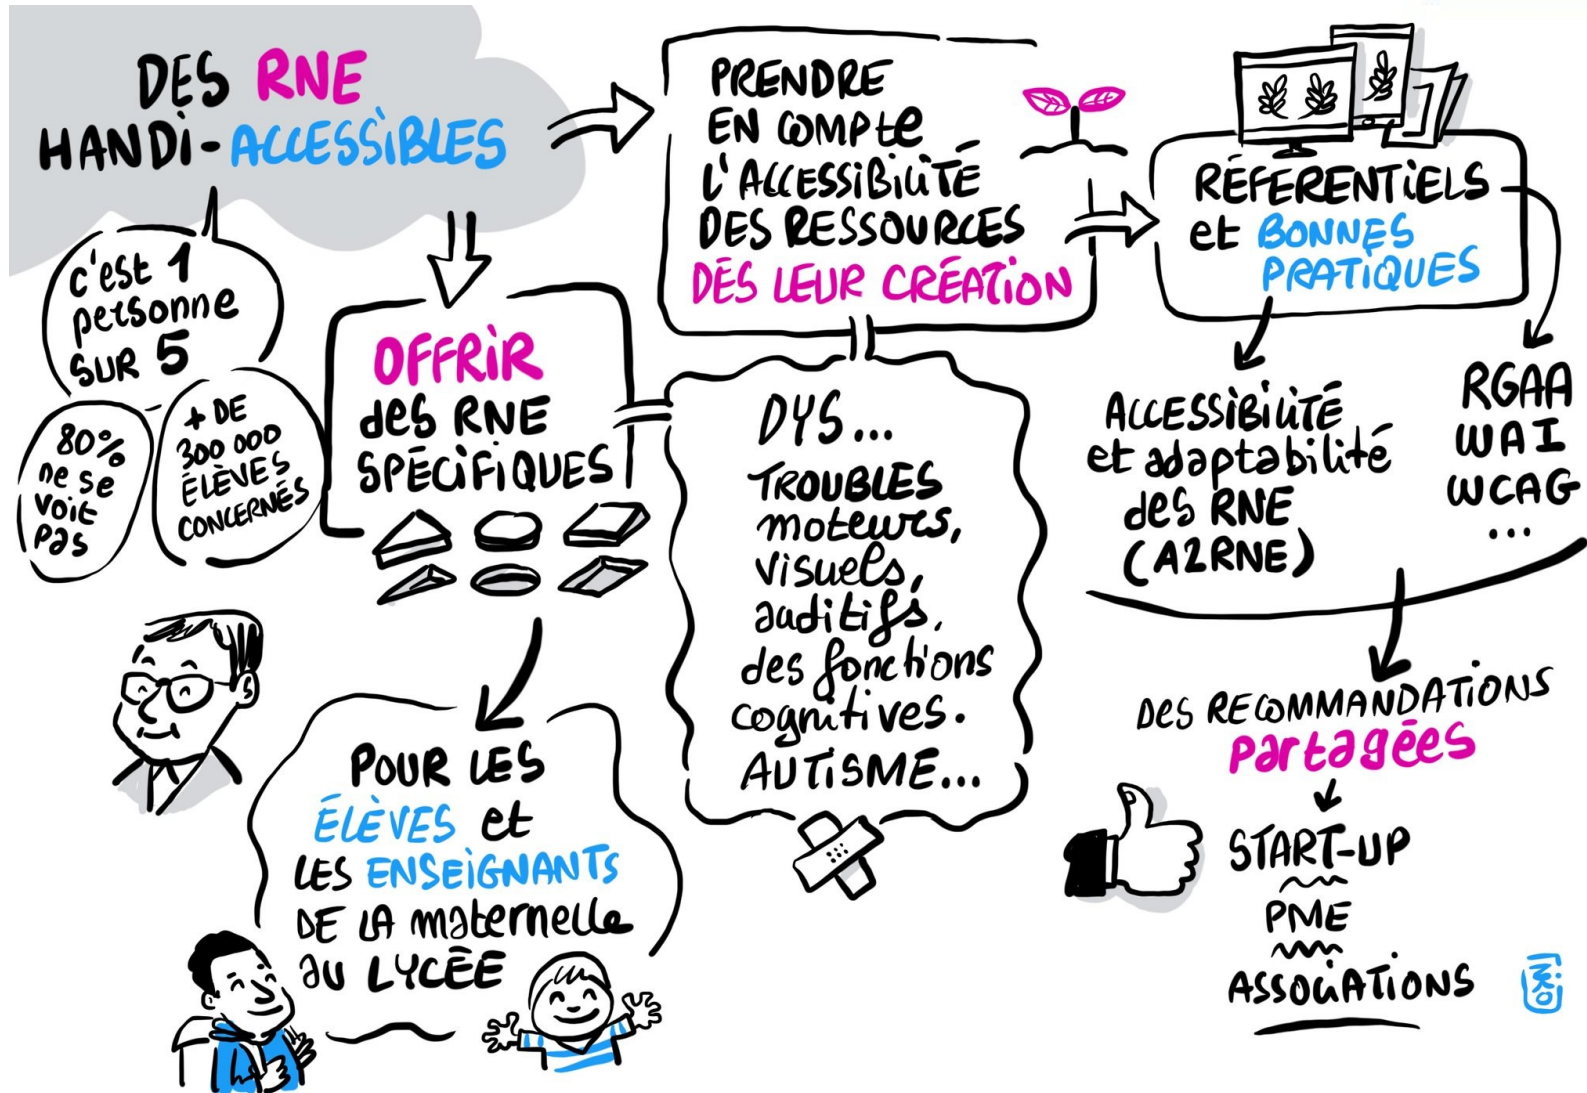 DES RNE
HANDI-ACCESSIBLES
c'est 1
personne
SUR 5
80%
ne se
voit
pas
+ DE
300 000
ÉLÈVES
CONCERNÉS
OFFRIR
des RNE
SPÉCIFIQUES
POUR LES
ÉLÈVES et
LES ENSEIGNANTS
DE LA maternelle
au LYCÉE
PRENDRE
EN COMPte
L'ACCESSIBILITÉ
DES RESSOURCES
DÈS LEUR CRÉATION
DYS...
TROUBLES
moteurs,
visuels,
auditifs,
des fonctions
cognitives.
AUTISME...
RÉFÉRENTIELS
et BONNES
PRATIQUES
ACCESSIBILITÉ
et adaptabilité
des RNE
(A2RNE)
RGAA
WAI
WCAG
...
DES RECOMMANDATIONS
Partagées
START-UP
PME
ASSOCIATIONS